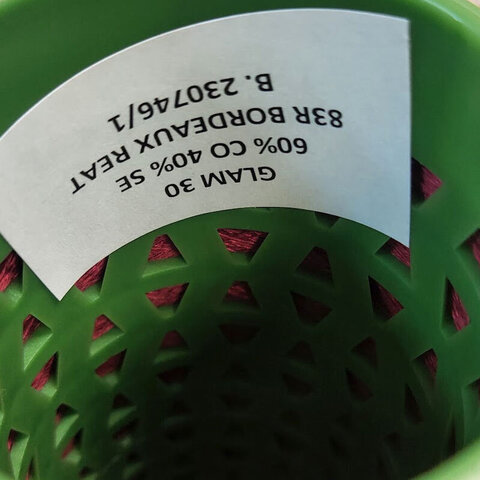 GLAM 30
60% CO 40% SE
83R BORDEAUX REAT
B. 230746/1